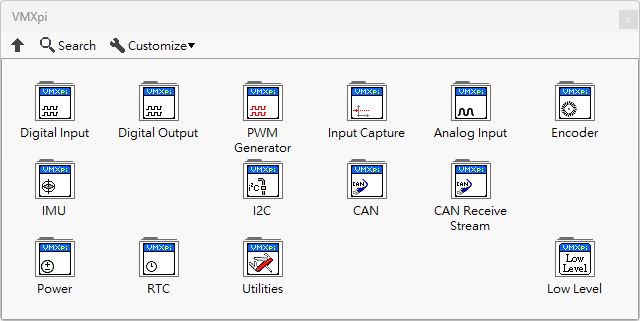 VMXpi
x
Search Customize
VMXpi VMXpi VMXpi VMXpi VMXpi VMXpi
Digital Input Digital Output PWM Input Capture Analog Input Encoder
Generator
VMXpi VMXpi VMXpi VMXpi
I²C CAN CAN
IMU I2C CAN CAN Receive
Stream
VMXpi VMXpi VMXpi VMXpi
Low
Level
Power RTC Utilities Low Level